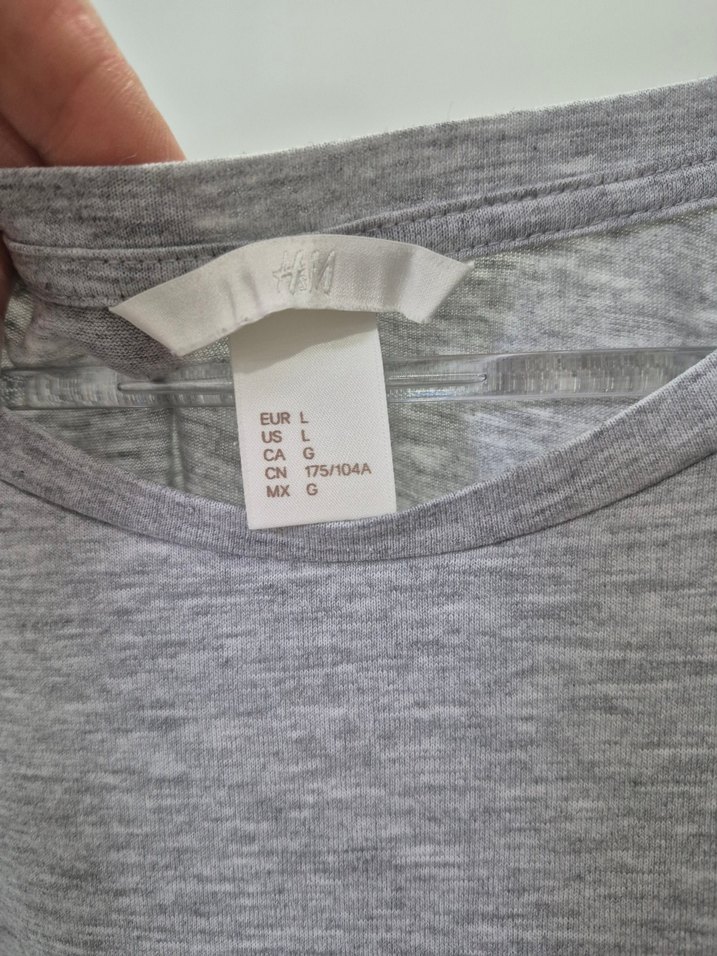 H&M
EUR L
US L
CA G
CN 175/104A
MX G